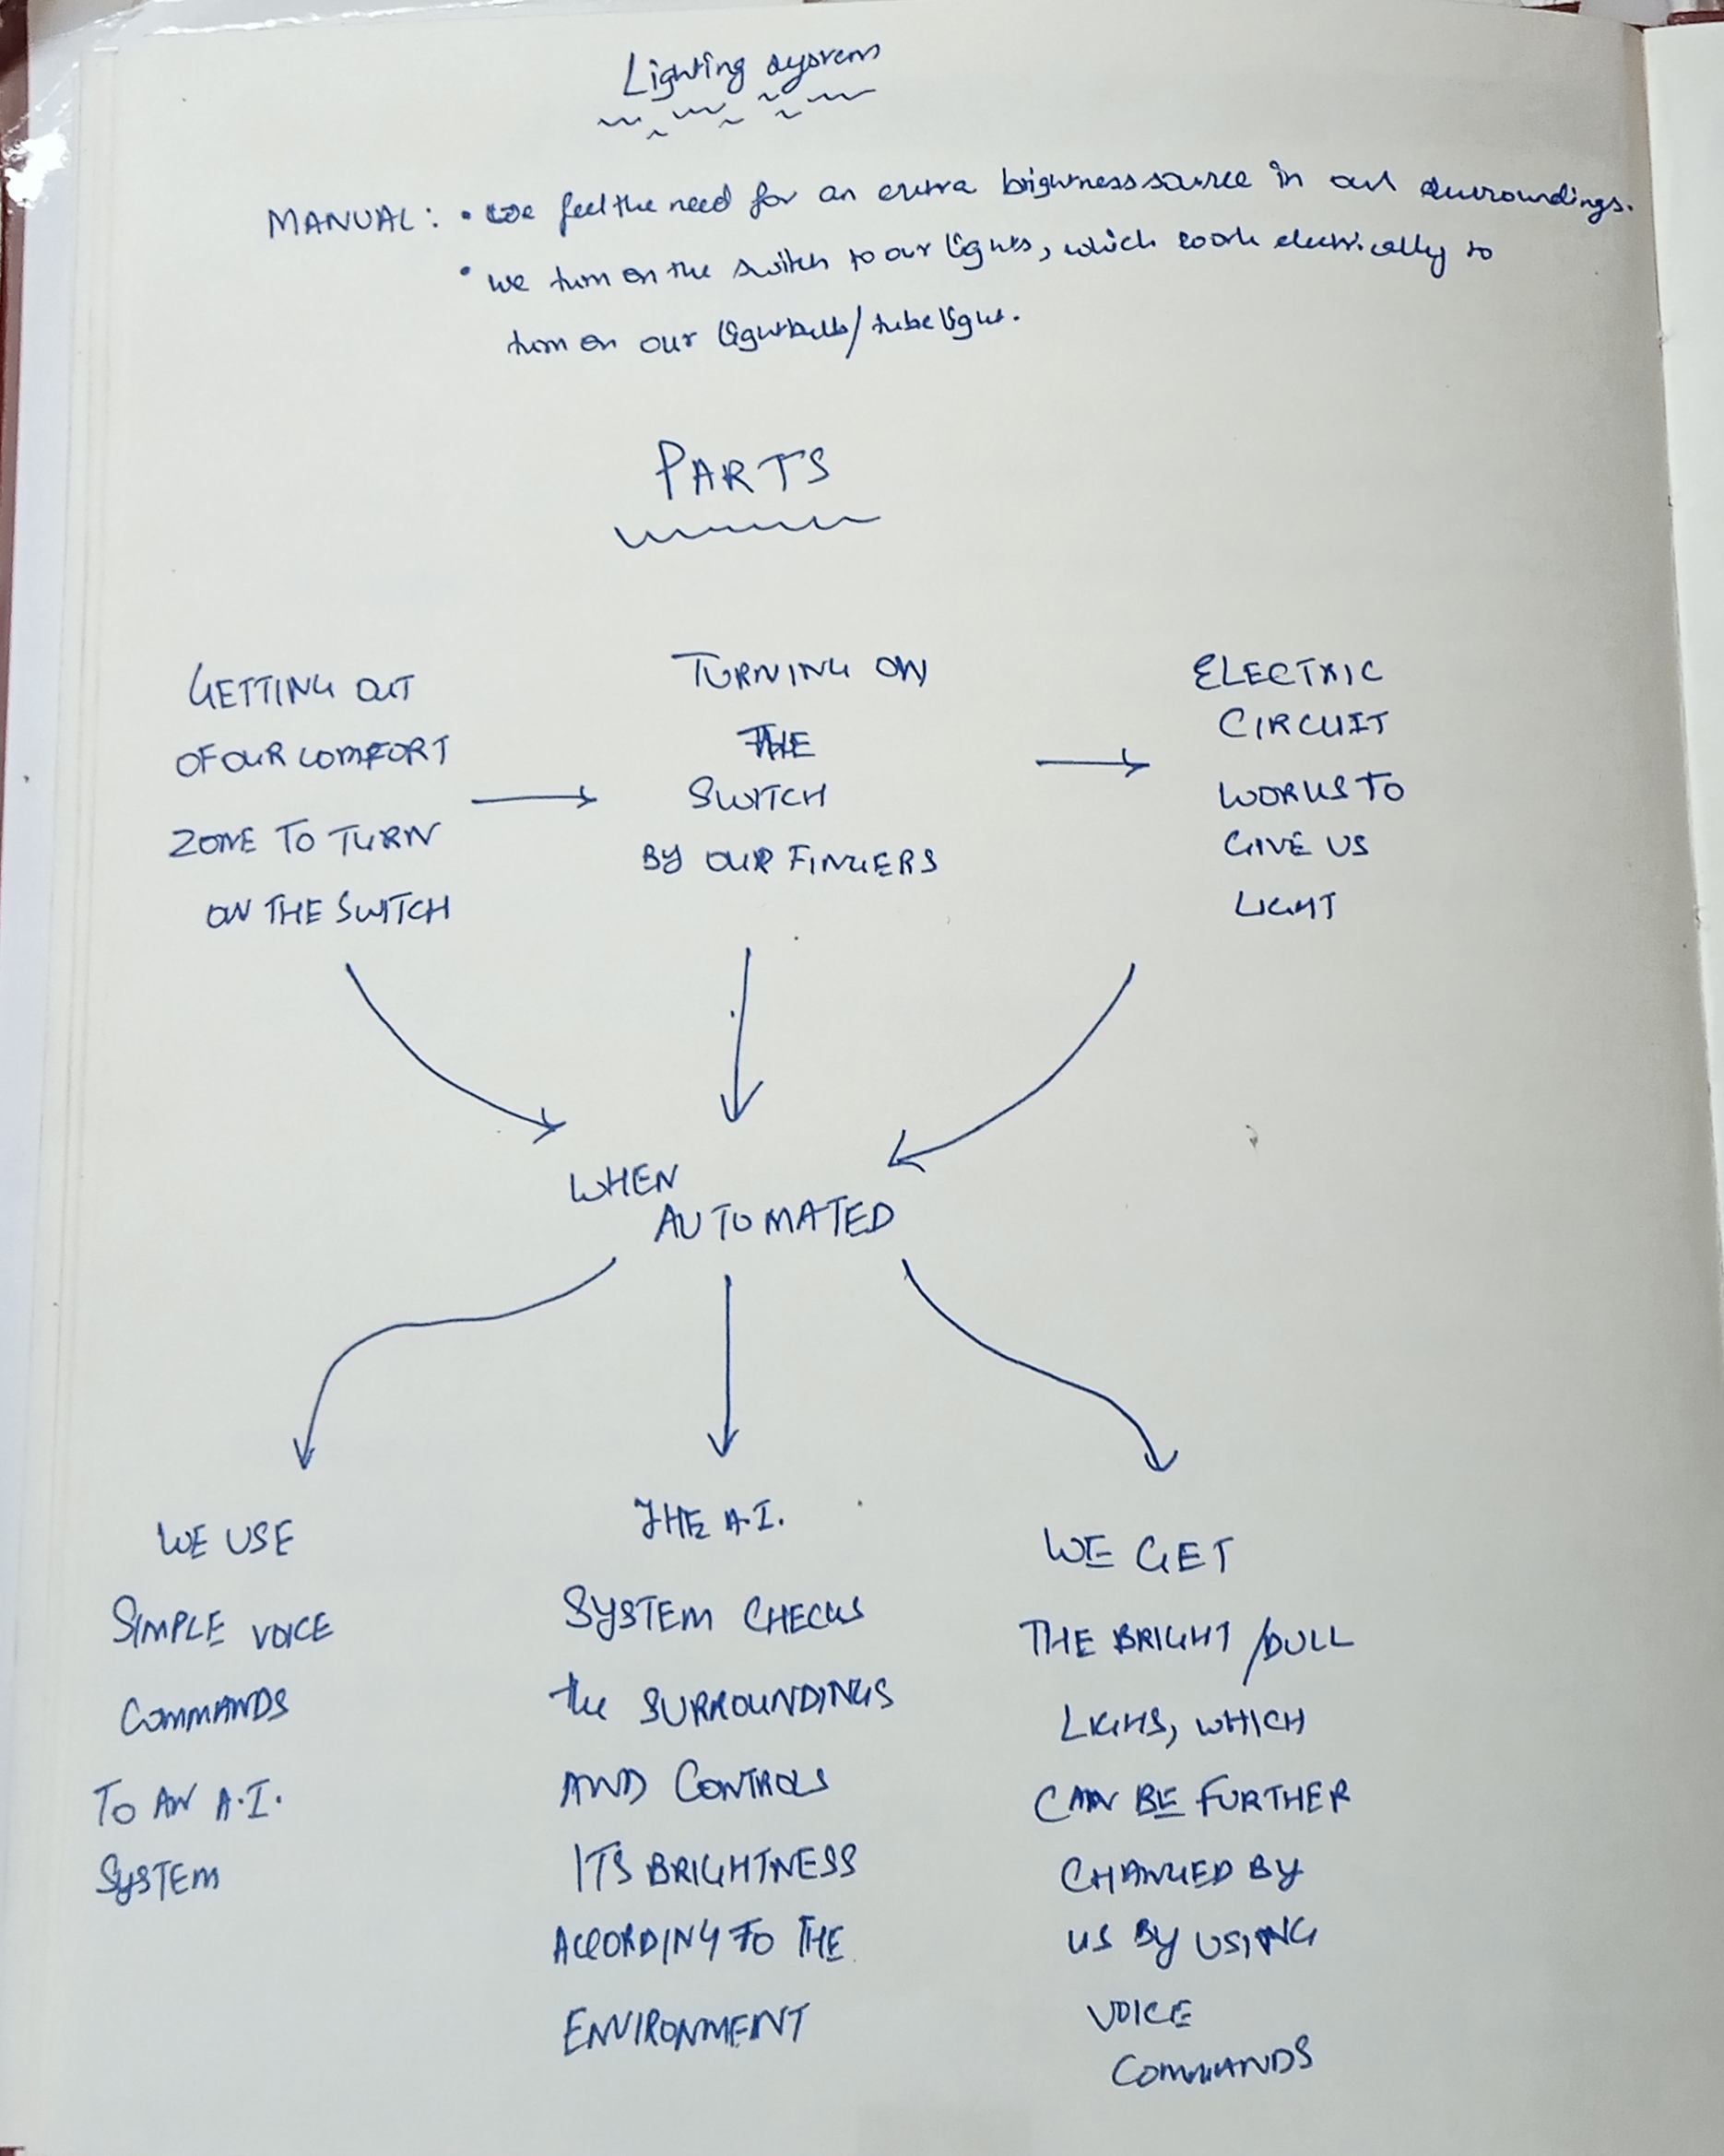 Lighting system
MANUAL: • we feel the need for an extra brightness source in our surroundings.
• we turn on the switch to our lights, which work electrically to
turn on our lightbulb/tubelight.
PARTS
GETTING OUT
OF OUR COMFORT
ZONE TO TURN
ON THE SWITCH
TURNING ON
THE
SWITCH
BY OUR FINGERS
ELECTRIC
CIRCUIT
WORKS TO
GIVE US
LIGHT
WHEN
AUTOMATED
WE USE
SIMPLE VOICE
COMMANDS
TO AN A.I.
SYSTEM
THE A.I.
SYSTEM CHECKS
the SURROUNDINGS
AND CONTROLS
ITS BRIGHTNESS
ACCORDING TO THE
ENVIRONMENT
WE GET
THE BRIGHT/DULL
LIGHS, WHICH
CAN BE FURTHER
CHANGED BY
US BY USING
VOICE
COMMANDS